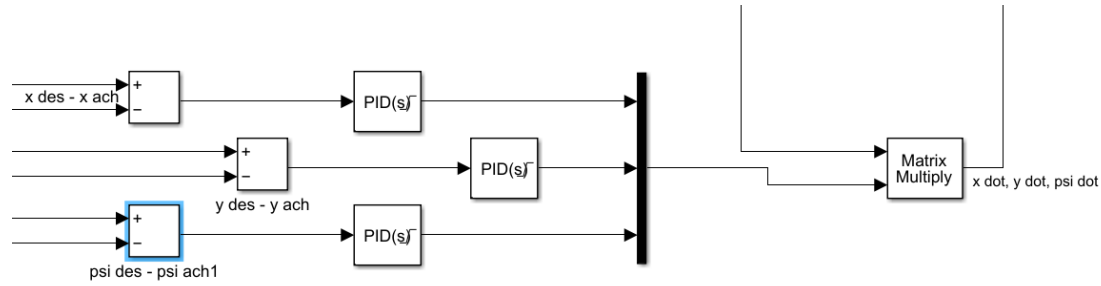 +
x des - x ach
−
PID(s)
+
−
PID(s)
Matrix
Multiply
x dot, y dot, psi dot
y des - y ach
+
−
PID(s)
psi des - psi ach1